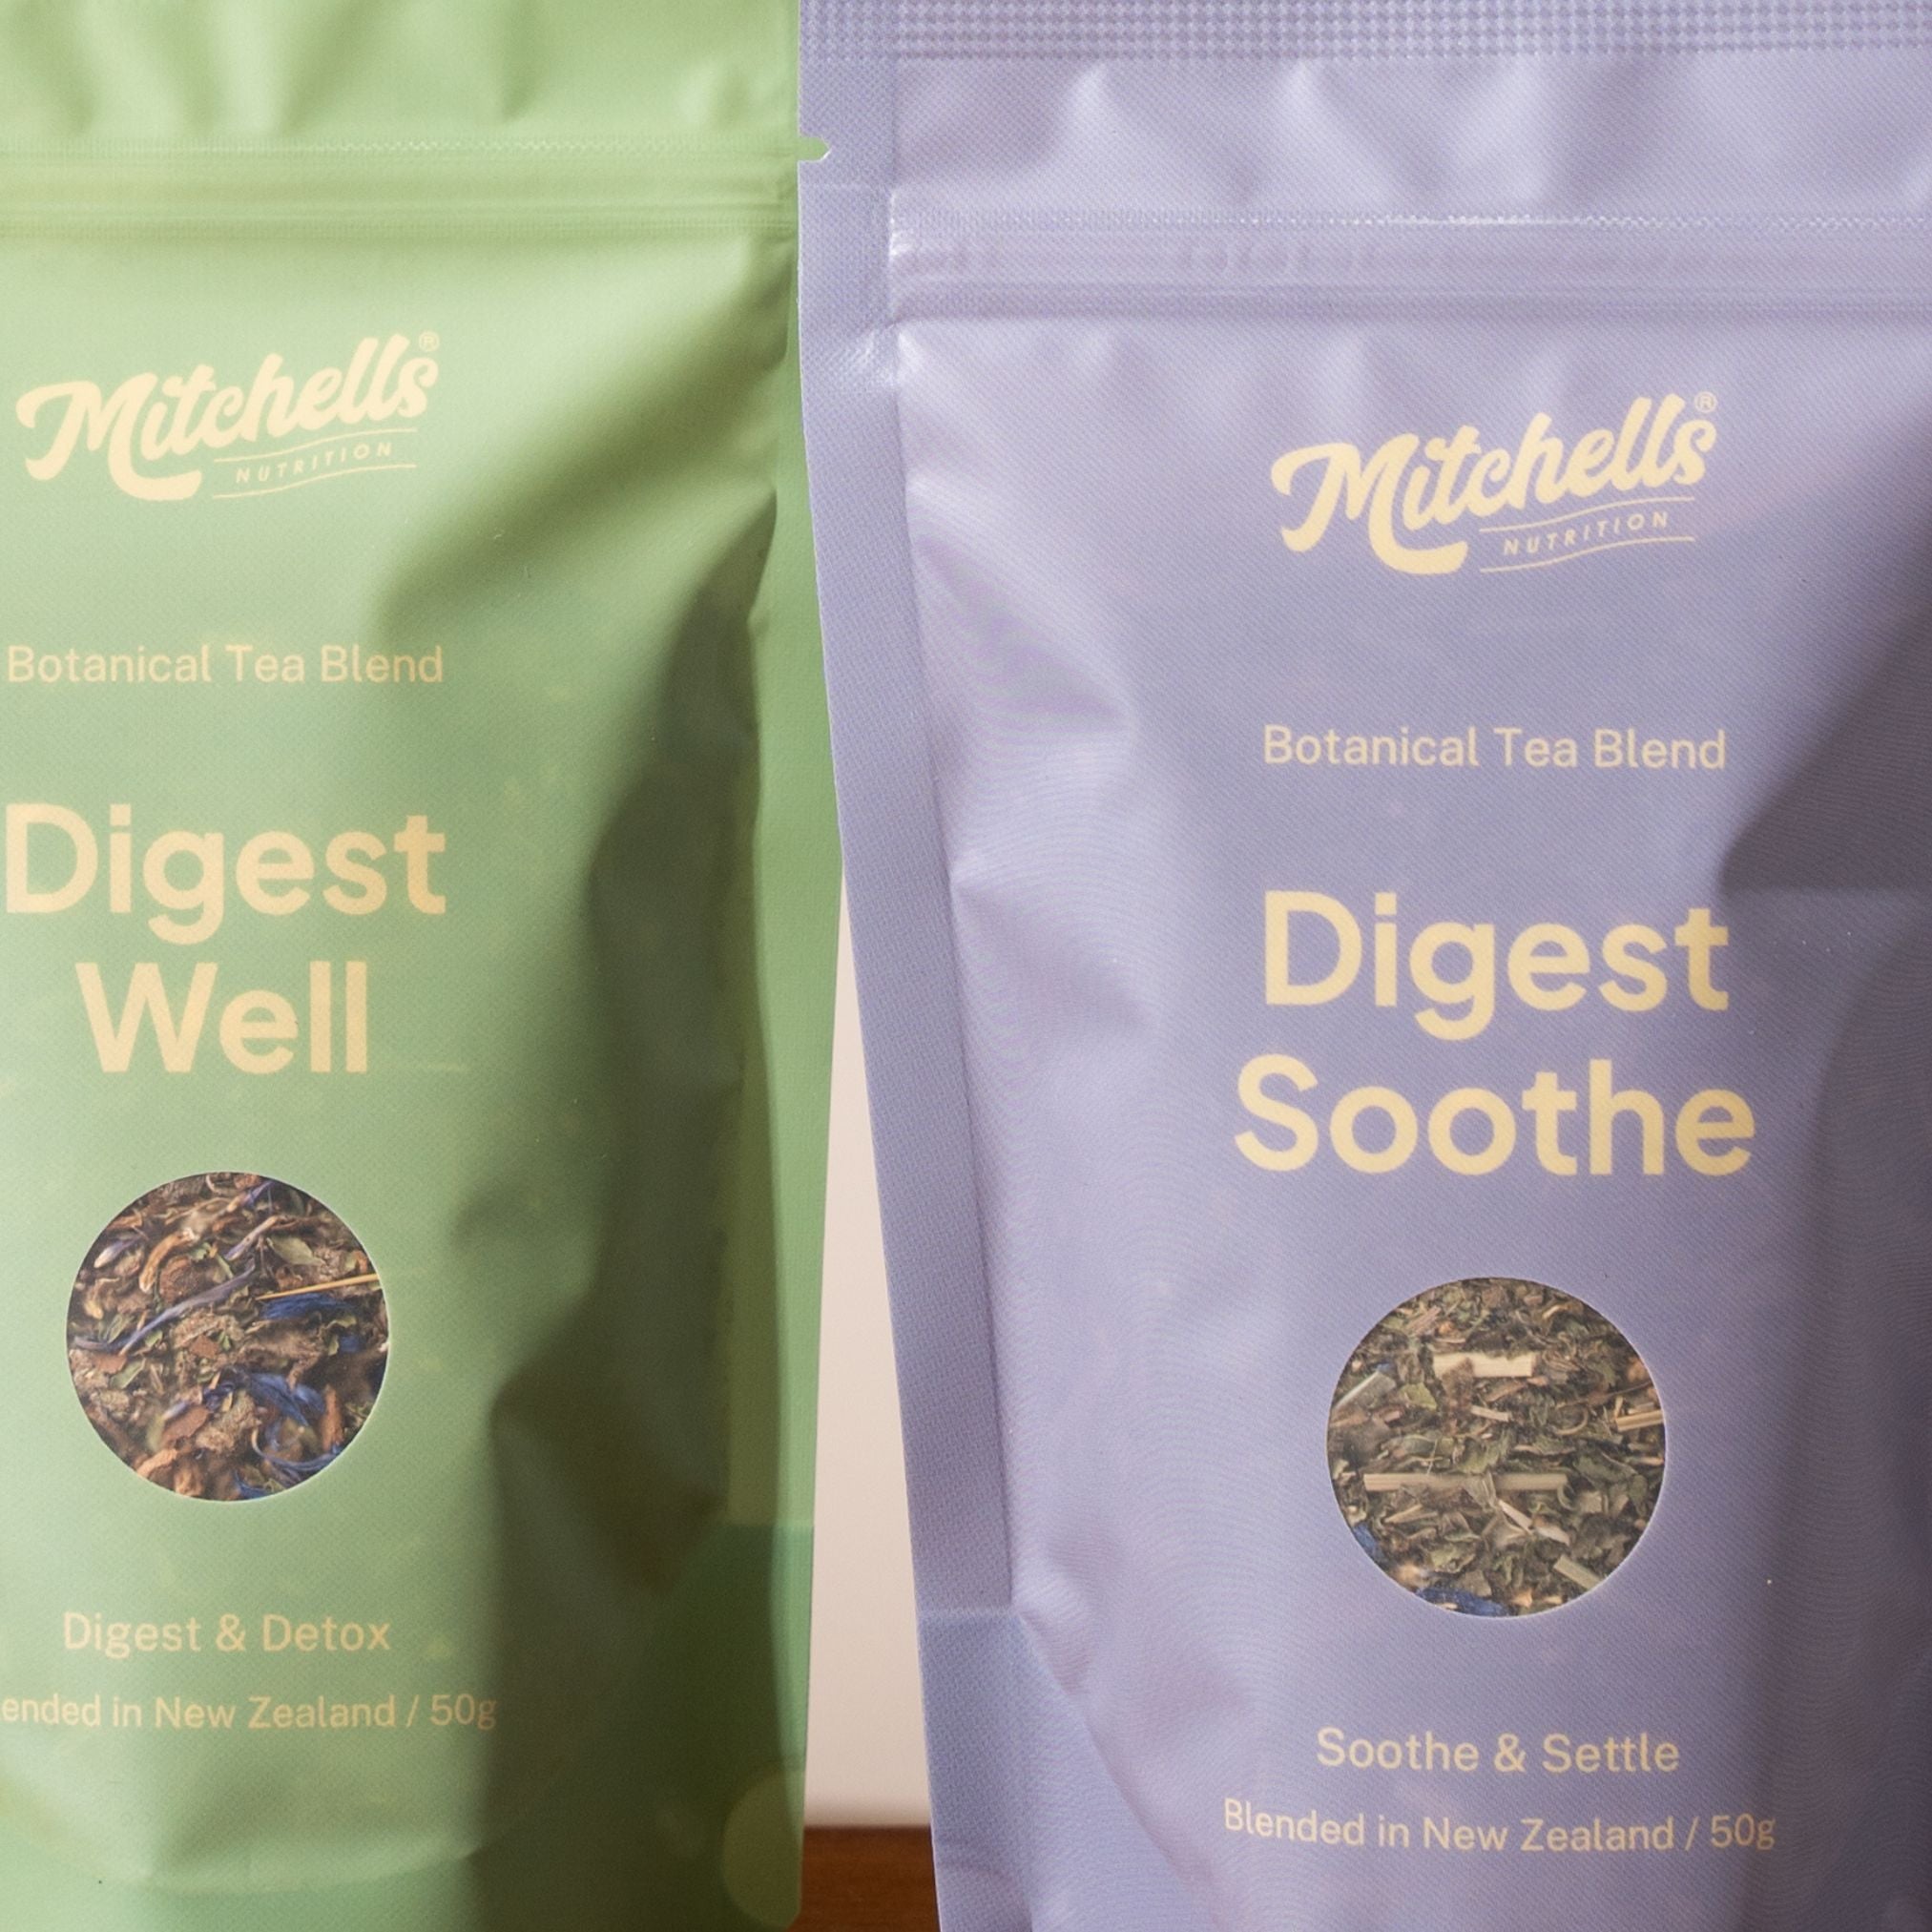 Mitchells®
NUTRITION
Botanical Tea Blend
Digest
Well
Digest & Detox
ended in New Zealand / 50g
Mitchells®
NUTRITION
Botanical Tea Blend
Digest
Soothe
Soothe & Settle
Blended in New Zealand / 50g